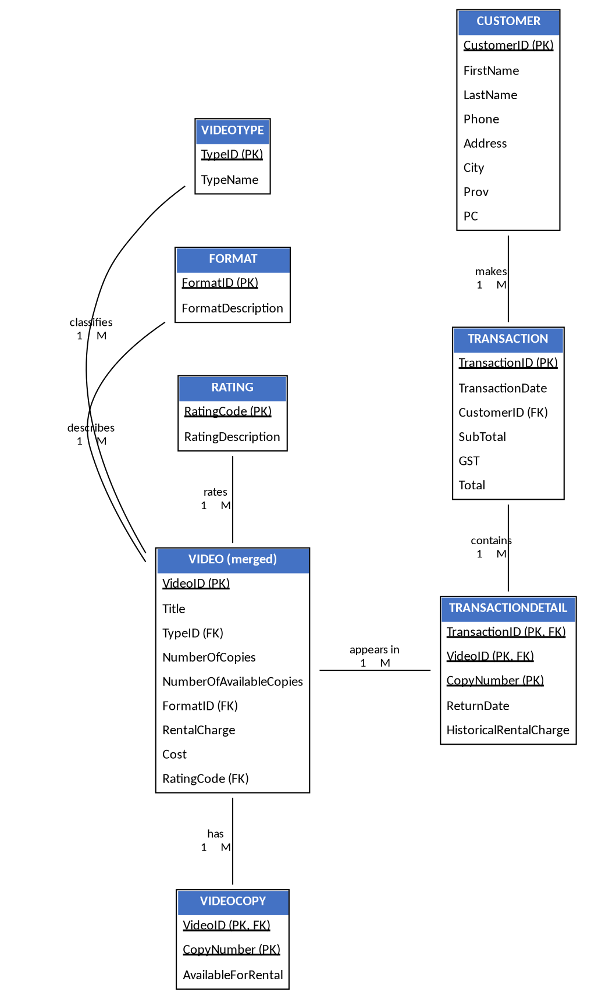 CUSTOMER
CustomerID (PK)
FirstName
LastName
Phone
Address
City
Prov
PC
VIDEOTYPE
TypeID (PK)
TypeName
FORMAT
FormatID (PK)
FormatDescription
makes
1 M
classifies
1 M
TRANSACTION
TransactionID (PK)
TransactionDate
CustomerID (FK)
SubTotal
GST
Total
RATING
RatingCode (PK)
RatingDescription
describes
1 M
rates
1 M
contains
1 M
VIDEO (merged)
VideoID (PK)
Title
TypeID (FK)
NumberOfCopies
NumberOfAvailableCopies
FormatID (FK)
RentalCharge
Cost
RatingCode (FK)
appears in
1 M
TRANSACTIONDETAIL
TransactionID (PK, FK)
VideoID (PK, FK)
CopyNumber (PK)
ReturnDate
HistoricalRentalCharge
has
1 M
VIDEOCOPY
VideoID (PK, FK)
CopyNumber (PK)
AvailableForRental